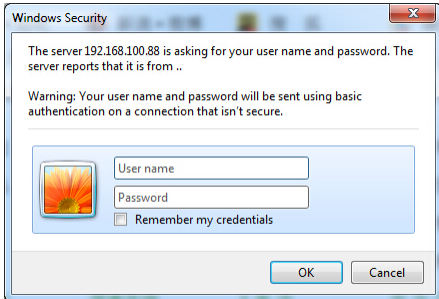 Windows Security
The server 192.168.100.88 is asking for your user name and password. The
server reports that it is from ..
Warning: Your user name and password will be sent using basic
authentication on a connection that isn't secure.
User name
Password
Remember my credentials
OK
Cancel